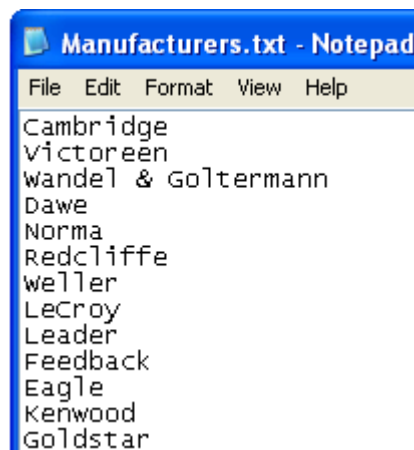 Manufacturers.txt - Notepad
File Edit Format View Help
Cambridge
Victoreen
Wandel & Goltermann
Dawe
Norma
Redcliffe
Weller
LeCroy
Leader
Feedback
Eagle
Kenwood
Goldstar